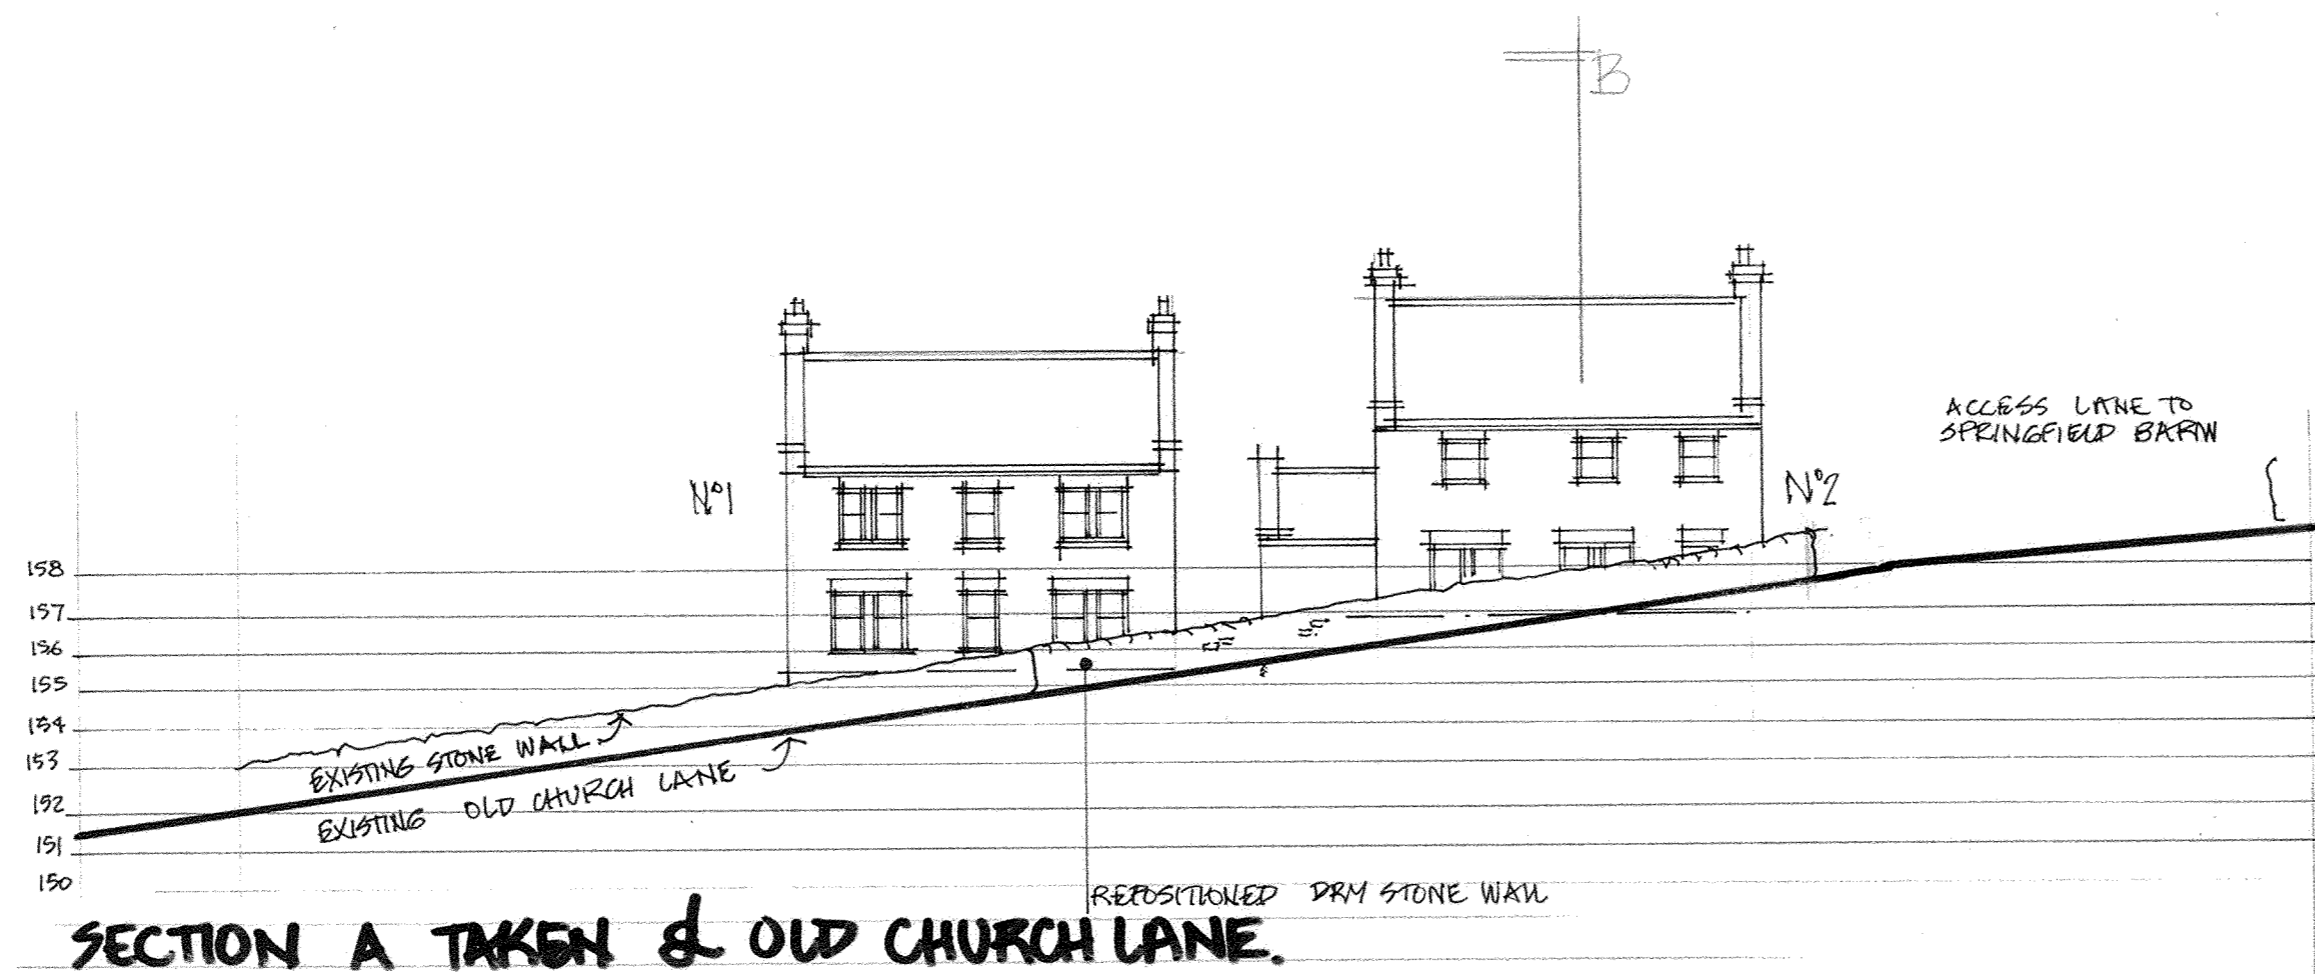 B
ACCESS LANE TO
SPRINGFIELD BARN
Nº1
Nº2
158
157
156
155
154
153
152
151
150
EXISTING STONE WALL
EXISTING OLD CHURCH LANE
REPOSITIONED DRY STONE WALL
SECTION A TAKEN & OLD CHURCH LANE.